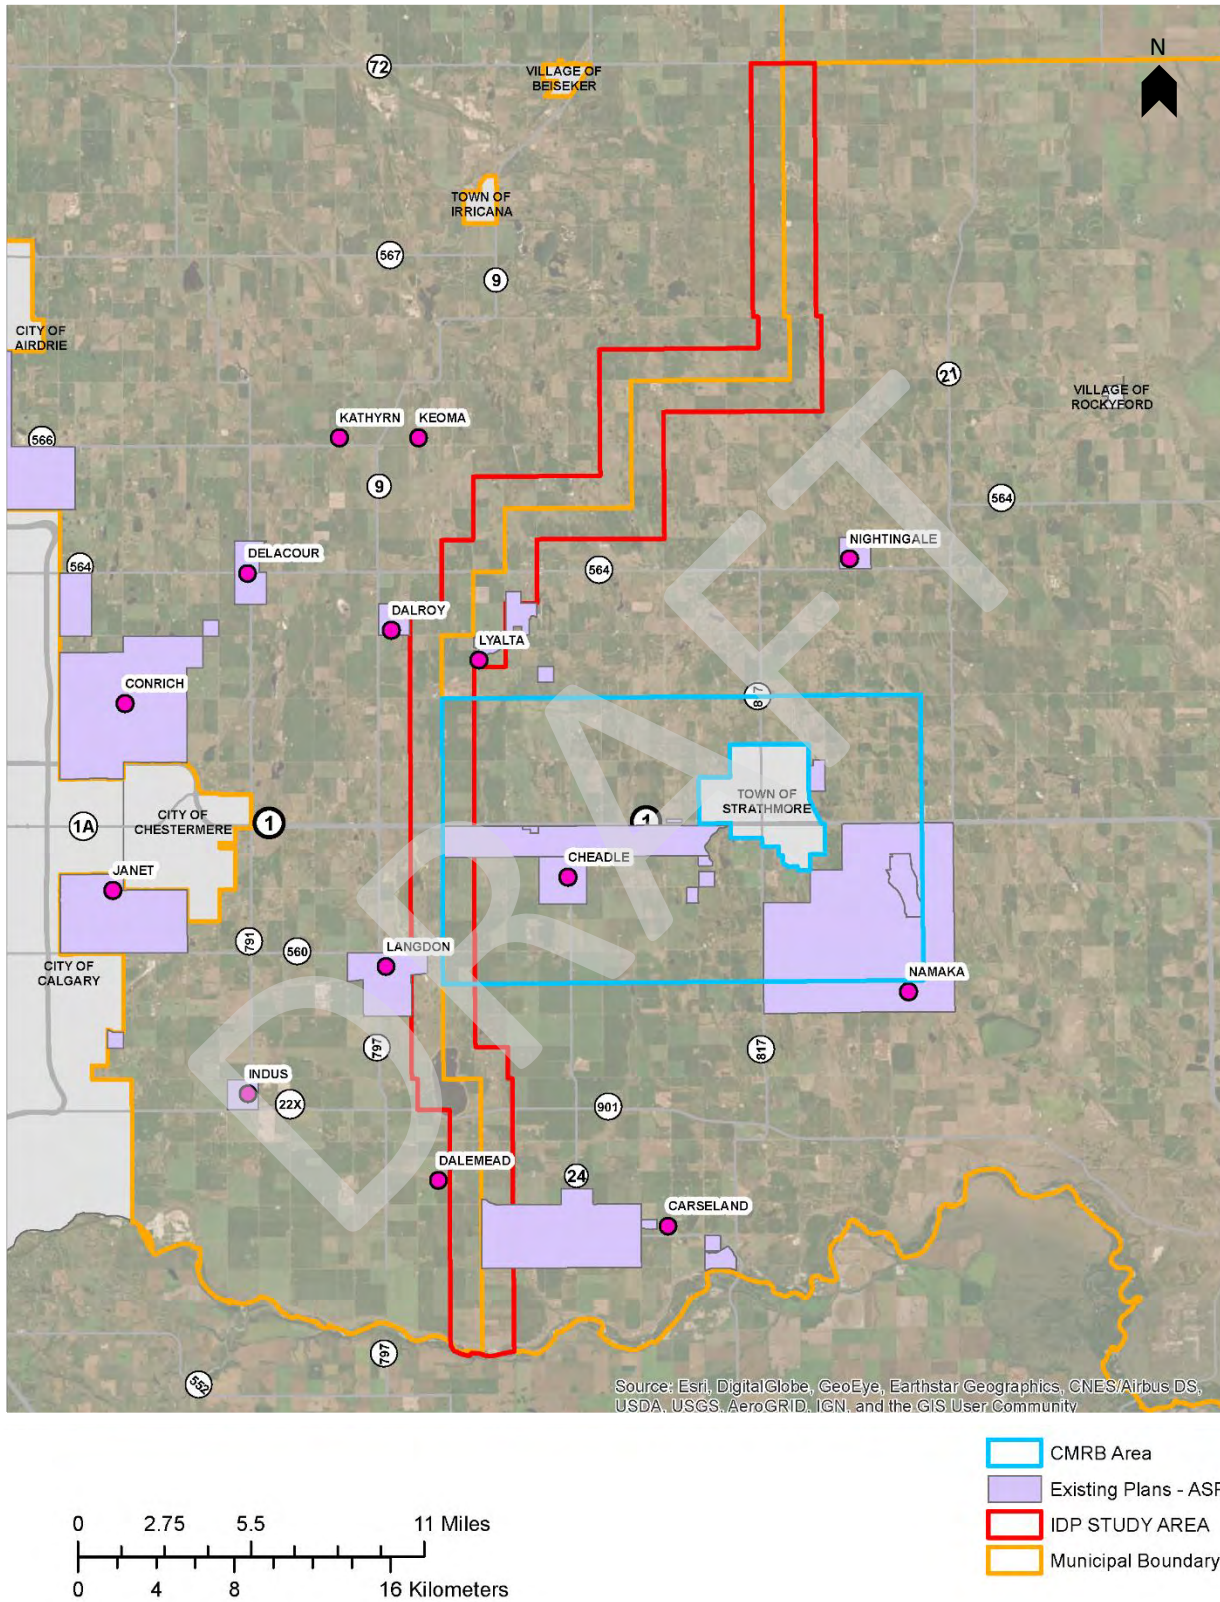 N
72
VILLAGE OF
BEISEKER
TOWN OF
IRRICANA
567
9
CITY OF
AIRDRIE
21
VILLAGE OF
ROCKYFORD
KATHYRN
KEOMA
566
9
564
NIGHTINGALE
DELACOUR
564
564
DALROY
LYALTA
CONRICH
817
TOWN OF
STRATHMORE
CITY OF
CHESTERMERE
1A
1
1
CHEADLE
JANET
791
560
LANGDON
CITY OF
CALGARY
NAMAKA
797
817
INDUS
22X
901
DALEMEAD
24
CARSELAND
797
552
DRAFT
Source: Esri, DigitalGlobe, GeoEye, Earthstar Geographics, CNES/Airbus DS,
USDA, USGS, AeroGRID, IGN, and the GIS User Community
CMRB Area
Existing Plans - ASP
IDP STUDY AREA
Municipal Boundary
0 2.75 5.5 11 Miles
0 4 8 16 Kilometers